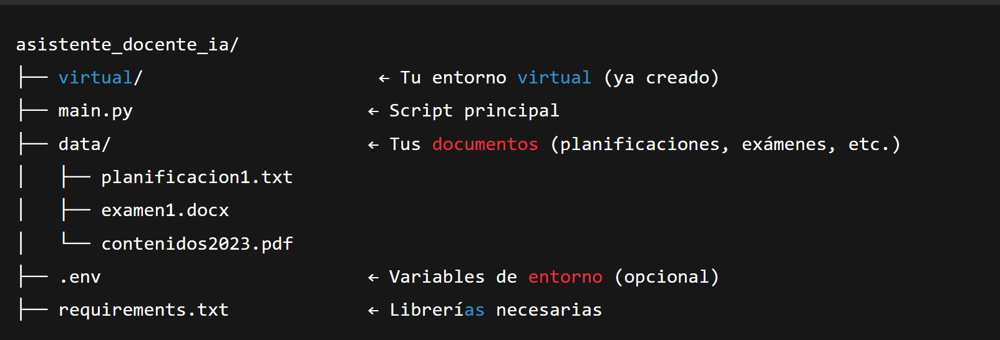 asistente_docente_ia/
├── virtual/                      ← Tu entorno virtual (ya creado)
├── main.py                      ← Script principal
├── data/                        ← Tus documentos (planificaciones, exámenes, etc.)
│   ├── planificacion1.txt
│   ├── examen1.docx
│   └── contenidos2023.pdf
├── .env                         ← Variables de entorno (opcional)
├── requirements.txt             ← Librerías necesarias